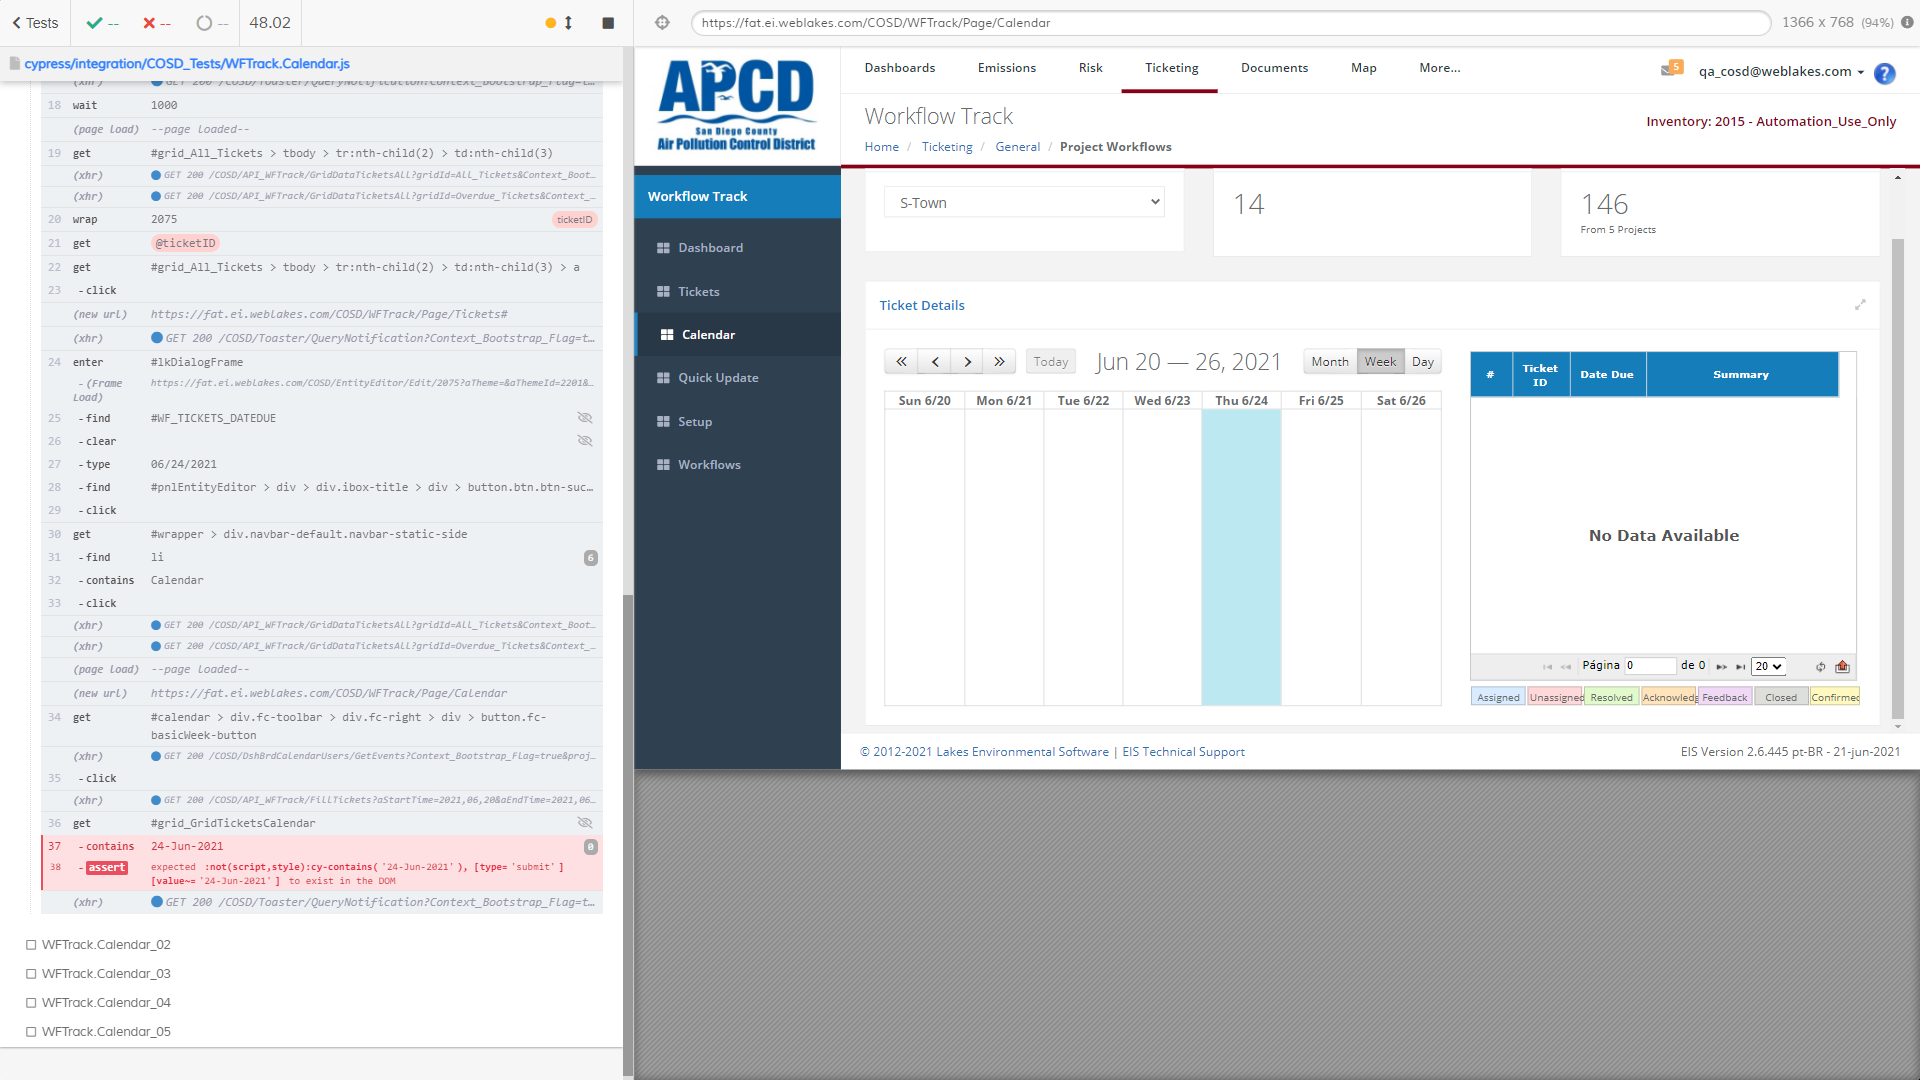 Tests
--
--
--
48.02
cypress/integration/COSD_Tests/WFTrack.Calendar.js
(xhr) GET 200 /COSD/Toaster/QueryNotification?Context_Bootstrap_Flag=t...
18 wait 1000
(page load) --page loaded--
19 get #grid_All_Tickets > tbody > tr:nth-child(2) > td:nth-child(3)
(xhr) GET 200 /COSD/API_WFTrack/GridDataTicketsAll?gridId=All_Tickets&Context_Boot...
(xhr) GET 200 /COSD/API_WFTrack/GridDataTicketsAll?gridId=Overdue_Tickets&Context_...
20 wrap 2075 ticketID
21 get @ticketID
22 get #grid_All_Tickets > tbody > tr:nth-child(2) > td:nth-child(3) > a
23 - click
(new url) https://fat.ei.weblakes.com/COSD/WFTrack/Page/Tickets#
(xhr) GET 200 /COSD/Toaster/QueryNotification?Context_Bootstrap_Flag=t...
24 enter #lkDialogFrame
- (Frame Load) https://fat.ei.weblakes.com/COSD/EntityEditor/Edit/2075?aTheme=&aThemeId=2201&...
25 - find #WF_TICKETS_DATEDUE
26 - clear
27 - type 06/24/2021
28 - find #pnlEntityEditor > div > div.ibox-title > div > button.btn.btn-suc...
29 - click
30 get #wrapper > div.navbar-default.navbar-static-side
31 - find li 6
32 - contains Calendar
33 - click
(xhr) GET 200 /COSD/API_WFTrack/GridDataTicketsAll?gridId=All_Tickets&Context_Boot...
(xhr) GET 200 /COSD/API_WFTrack/GridDataTicketsAll?gridId=Overdue_Tickets&Context_...
(page load) --page loaded--
(new url) https://fat.ei.weblakes.com/COSD/WFTrack/Page/Calendar
34 get #calendar > div.fc-toolbar > div.fc-right > div > button.fc-
basicWeek-button
(xhr) GET 200 /COSD/DshBrdCalendarUsers/GetEvents?Context_Bootstrap_Flag=true&proj...
35 - click
(xhr) GET 200 /COSD/API_WFTrack/FillTickets?aStartTime=2021,06,20&aEndTime=2021,06...
36 get #grid_GridTicketsCalendar
37 - contains 24-Jun-2021 0
38 - assert expected :not(script,style):cy-contains('24-Jun-2021'), [type='submit']
[value~='24-Jun-2021'] to exist in the DOM
(xhr) GET 200 /COSD/Toaster/QueryNotification?Context_Bootstrap_Flag=t...
WFTrack.Calendar_02
WFTrack.Calendar_03
WFTrack.Calendar_04
WFTrack.Calendar_05
https://fat.ei.weblakes.com/COSD/WFTrack/Page/Calendar
1366 x 768 (94%)
APCD
San Diego County
Air Pollution Control District
Dashboards Emissions Risk Ticketing Documents Map More...
5 qa_cosd@weblakes.com ?
Workflow Track
Inventory: 2015 - Automation_Use_Only
Home / Ticketing / General / Project Workflows
Workflow Track
Dashboard
Tickets
Calendar
Quick Update
Setup
Workflows
S-Town
14
146
From 5 Projects
Ticket Details
Today Jun 20 — 26, 2021 Month Week Day
Sun 6/20 Mon 6/21 Tue 6/22 Wed 6/23 Thu 6/24 Fri 6/25 Sat 6/26
# Ticket ID Date Due Summary
No Data Available
Página 0 de 0 20
Assigned Unassigned Resolved Acknowledg Feedback Closed Confirmed
© 2012-2021 Lakes Environmental Software | EIS Technical Support
EIS Version 2.6.445 pt-BR - 21-jun-2021